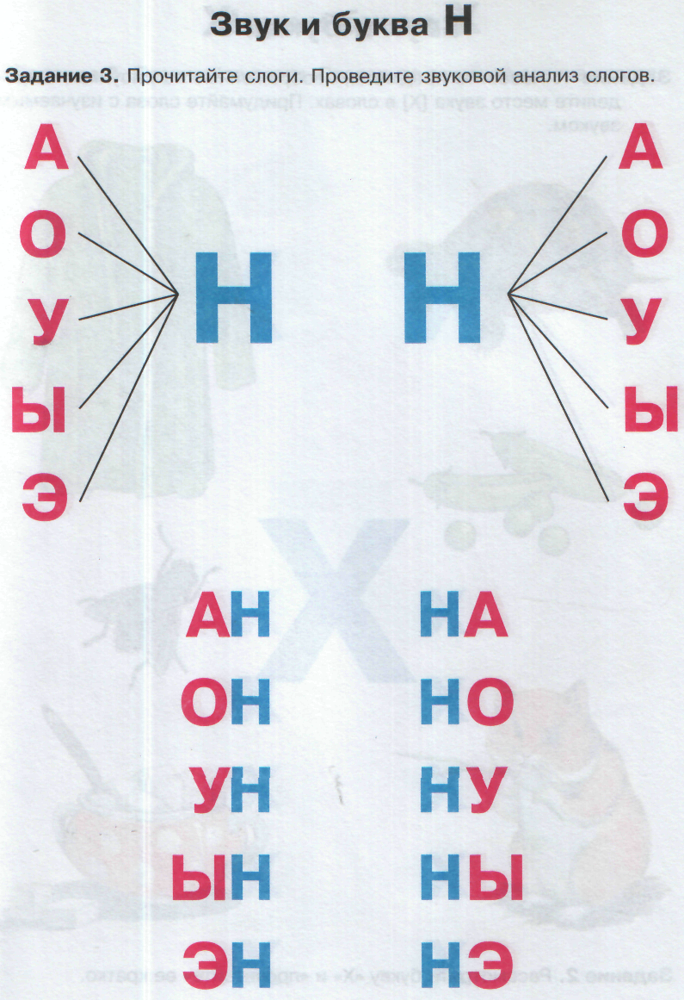 Звук и буква Н
Задание 3. Прочитайте слоги. Проведите звуковой анализ слогов.
А А
О О
Н Н
У У
Ы Ы
Э Э
АН НА
ОН НО
УН НУ
ЫН НЫ
ЭН НЭ